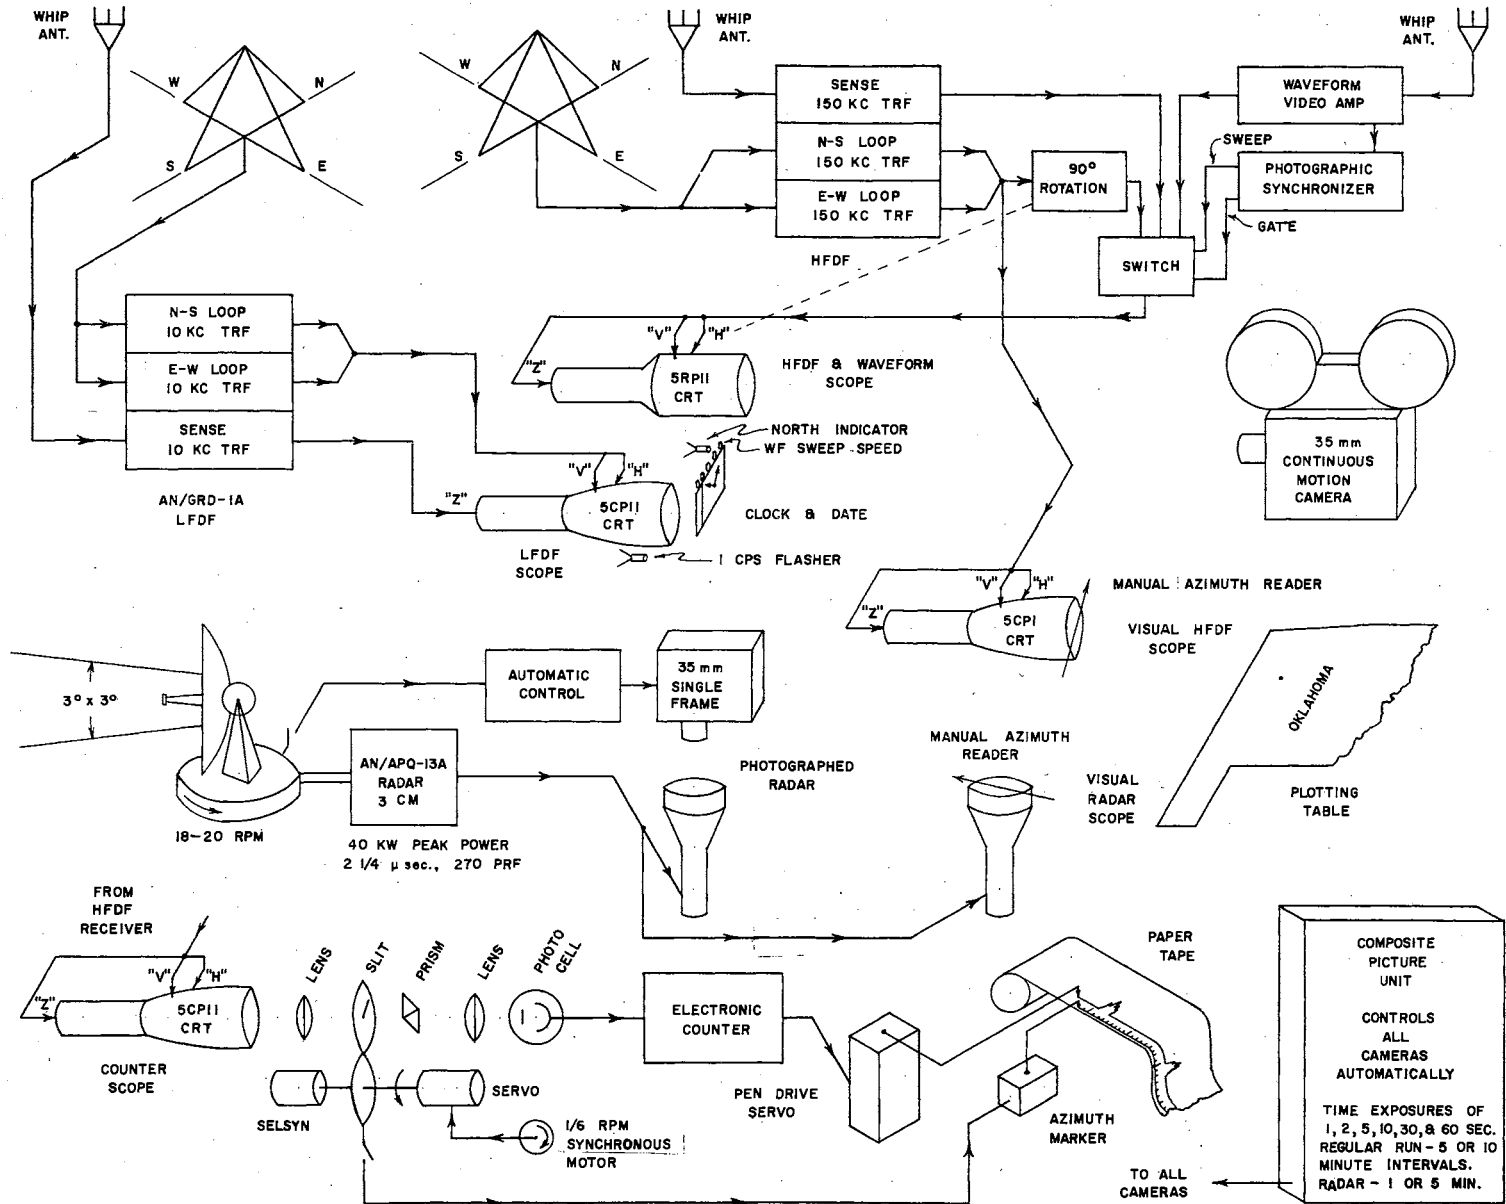 WHIP
ANT.
W
N
S
E
W
N
S
E
WHIP
ANT.
SENSE
150 KC TRF
N-S LOOP
150 KC TRF
E-W LOOP
150 KC TRF
HFDF
90°
ROTATION
WHIP
ANT.
WAVEFORM
VIDEO AMP
SWEEP
PHOTOGRAPHIC
SYNCHRONIZER
GATE
SWITCH
N-S LOOP
10 KC TRF
E-W LOOP
10 KC TRF
SENSE
10 KC TRF
AN/GRD-1A
LFDF
"V"
"H"
"Z"
5RP11
CRT
HFDF & WAVEFORM
SCOPE
NORTH INDICATOR
WF SWEEP SPEED
"V"
"H"
"Z"
5CP11
CRT
CLOCK & DATE
LFDF
SCOPE
1 CPS FLASHER
35 mm
CONTINUOUS
MOTION
CAMERA
"V"
"H"
"Z"
5CP1
CRT
MANUAL AZIMUTH READER
VISUAL HFDF
SCOPE
3° x 3°
18-20 RPM
AUTOMATIC
CONTROL
35 mm
SINGLE
FRAME
AN/APQ-13A
RADAR
3 CM
40 KW PEAK POWER
2 1/4 µ sec., 270 PRF
PHOTOGRAPHED
RADAR
MANUAL AZIMUTH
READER
VISUAL
RADAR
SCOPE
OKLAHOMA
PLOTTING
TABLE
FROM
HFDF
RECEIVER
"V"
"H"
"Z"
5CP11
CRT
COUNTER
SCOPE
LENS
SLIT
PRISM
LENS
PHOTO
CELL
ELECTRONIC
COUNTER
SELSYN
SERVO
1/6 RPM
SYNCHRONOUS
MOTOR
PEN DRIVE
SERVO
PAPER
TAPE
AZIMUTH
MARKER
COMPOSITE
PICTURE
UNIT
CONTROLS
ALL
CAMERAS
AUTOMATICALLY
TIME EXPOSURES OF
1, 2, 5, 10, 30, & 60 SEC.
REGULAR RUN - 5 OR 10
MINUTE INTERVALS.
RADAR - 1 OR 5 MIN.
TO ALL
CAMERAS